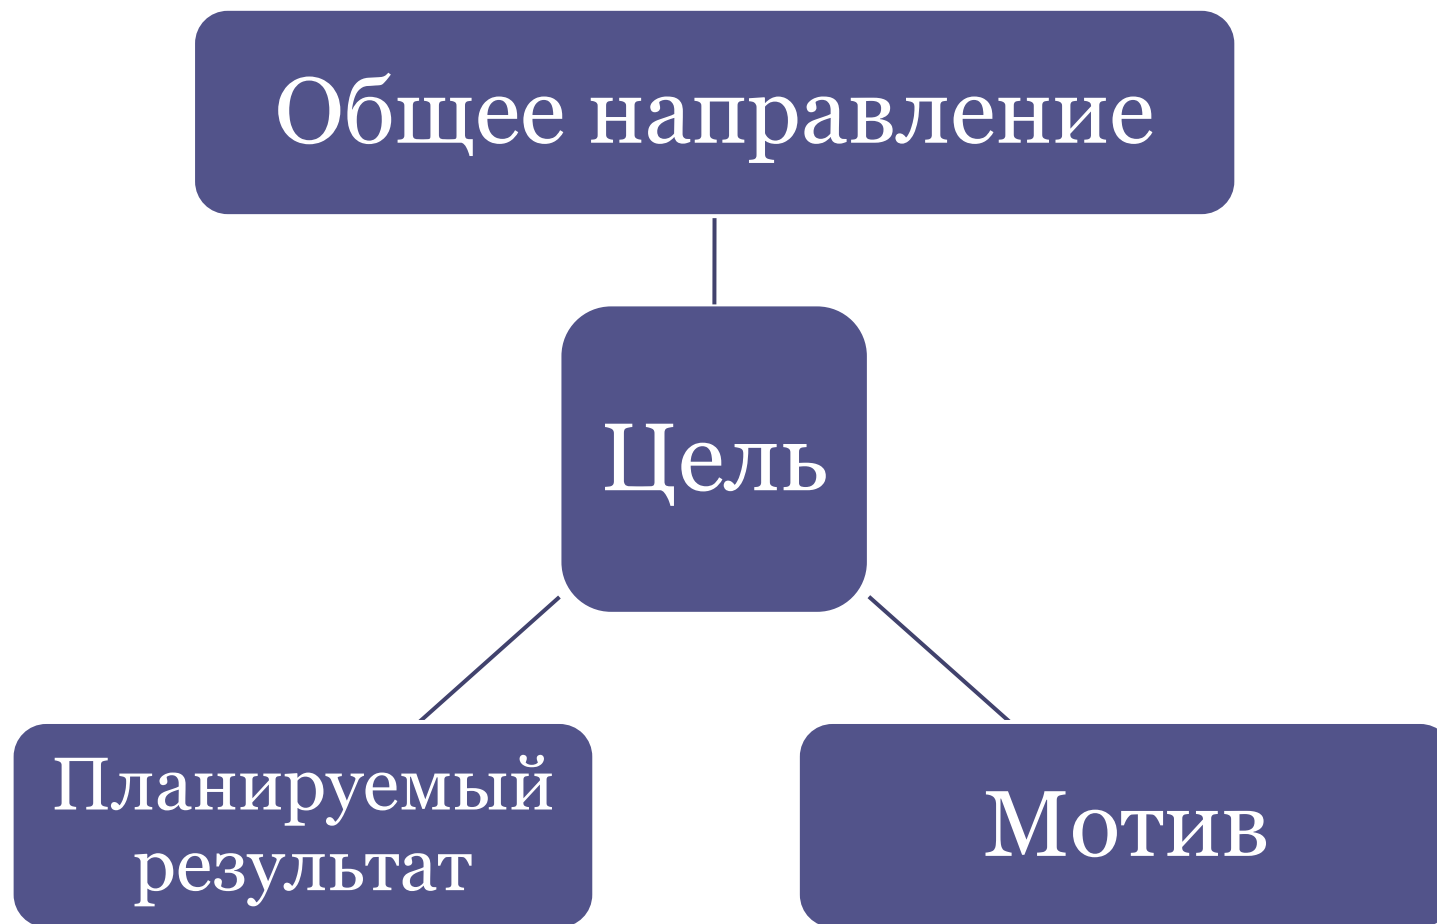 Общее направление
Цель
Планируемый
результат
Мотив